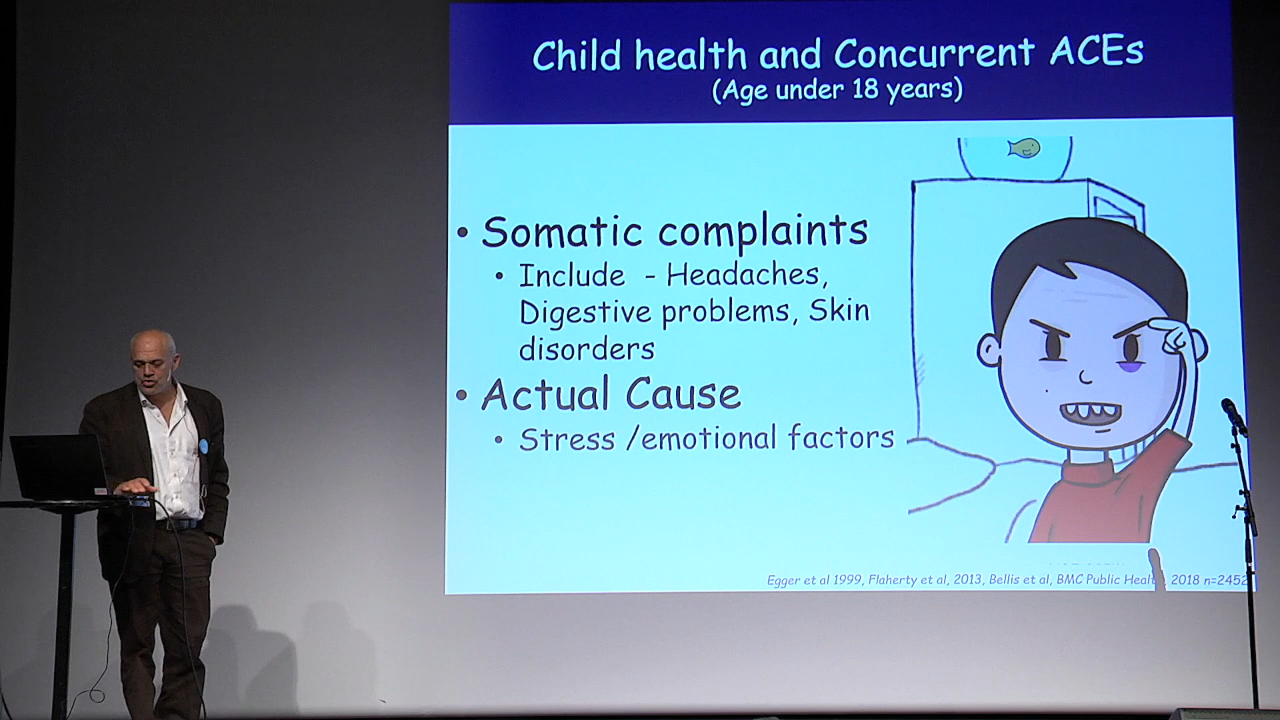 Child health and Concurrent ACEs
(Age under 18 years)
• Somatic complaints
• Include - Headaches,
Digestive problems, Skin
disorders
• Actual Cause
• Stress /emotional factors
Egger et al 1999, Flaherty et al, 2013, Bellis et al, BMC Public 2018 n=2452